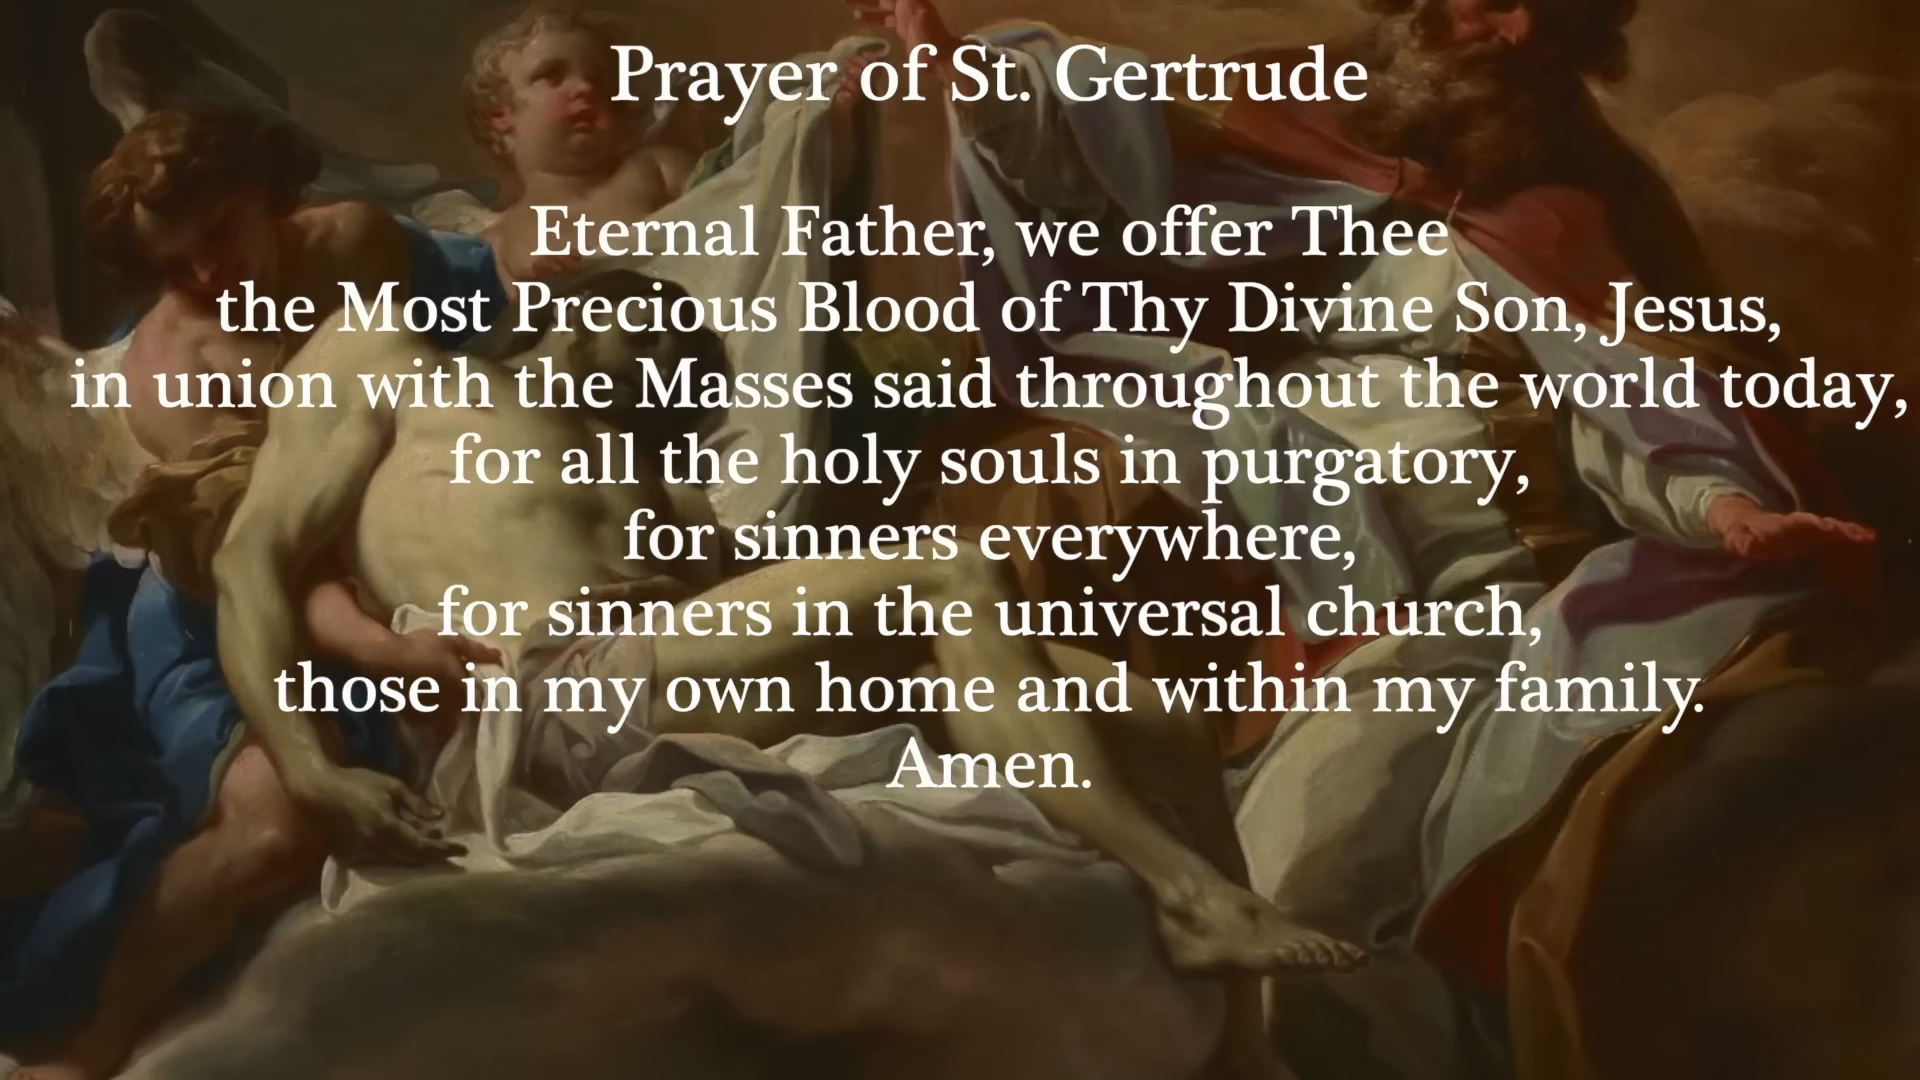 Prayer of St. Gertrude
Eternal Father, we offer Thee
the Most Precious Blood of Thy Divine Son, Jesus,
in union with the Masses said throughout the world today,
for all the holy souls in purgatory,
for sinners everywhere,
for sinners in the universal church,
those in my own home and within my family.
Amen.